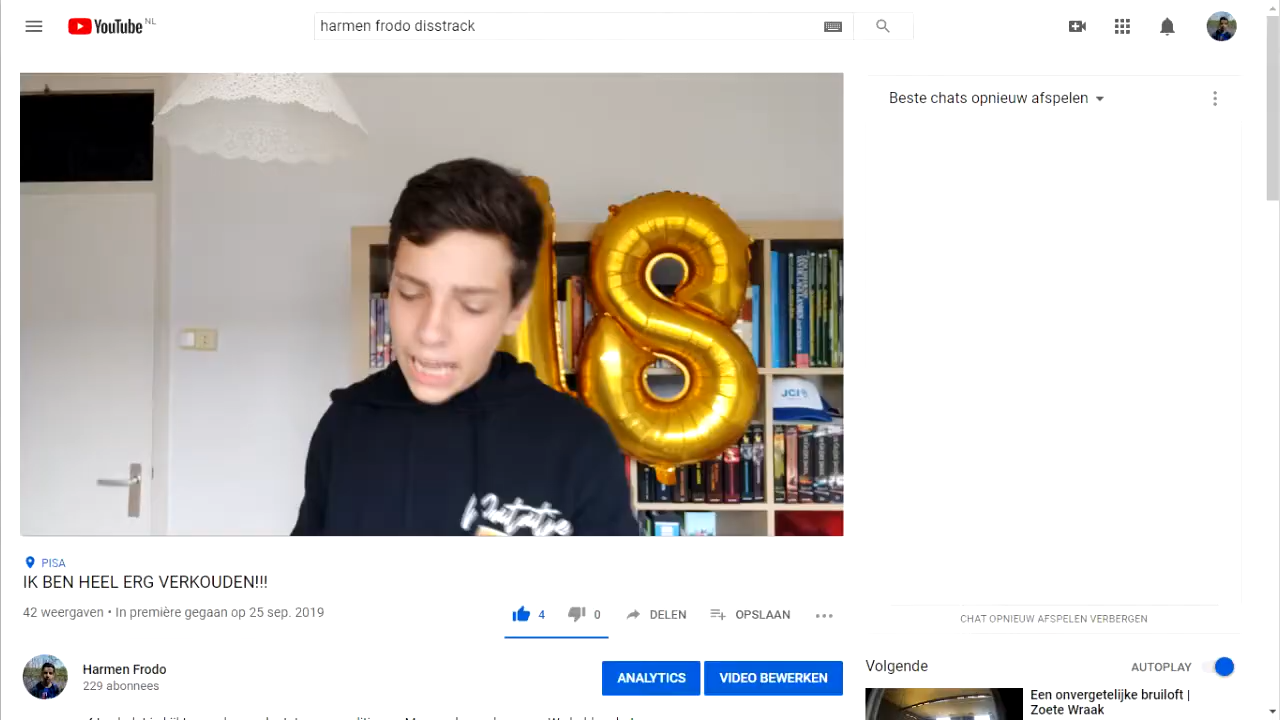 YouTube NL
harmen frodo disstrack
Beste chats opnieuw afspelen
18
JCI
PISA
IK BEN HEEL ERG VERKOUDEN!!!
42 weergaven • In première gegaan op 25 sep. 2019
4
0
DELEN
OPSLAAN
CHAT OPNIEUW AFSPELEN VERBERGEN
Harmen Frodo
229 abonnees
ANALYTICS
VIDEO BEWERKEN
Volgende
AUTOPLAY
Een onvergetelijke bruiloft |
Zoete Wraak